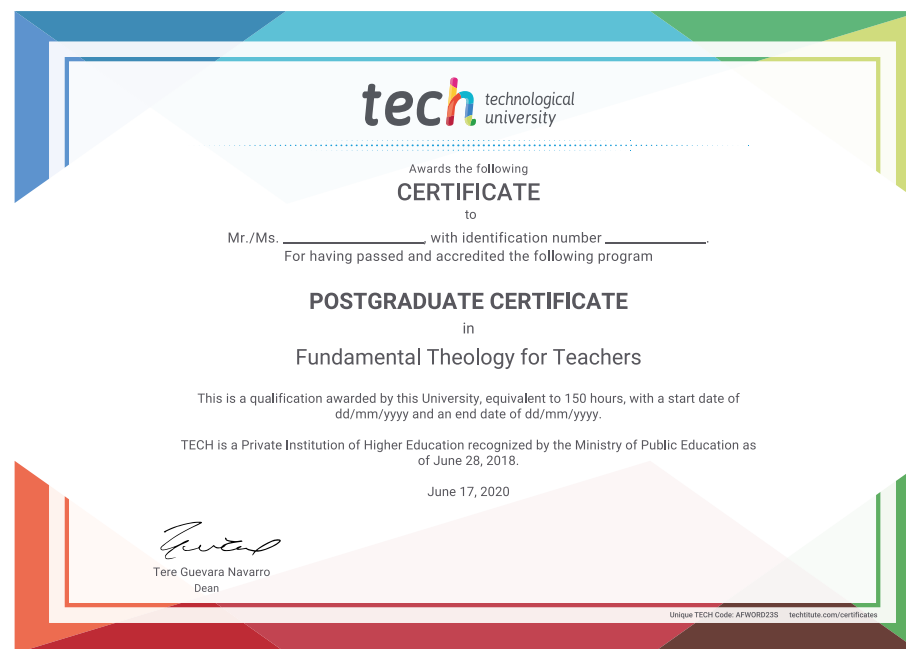 tech technological
university
Awards the following
CERTIFICATE
to
Mr./Ms. ____________________, with identification number ______________.
For having passed and accredited the following program
POSTGRADUATE CERTIFICATE
in
Fundamental Theology for Teachers
This is a qualification awarded by this University, equivalent to 150 hours, with a start date of
dd/mm/yyyy and an end date of dd/mm/yyyy.
TECH is a Private Institution of Higher Education recognized by the Ministry of Public Education as
of June 28, 2018.
June 17, 2020
Tere Guevara Navarro
Dean
Unique TECH Code: AFWORD23S techtitute.com/certificates